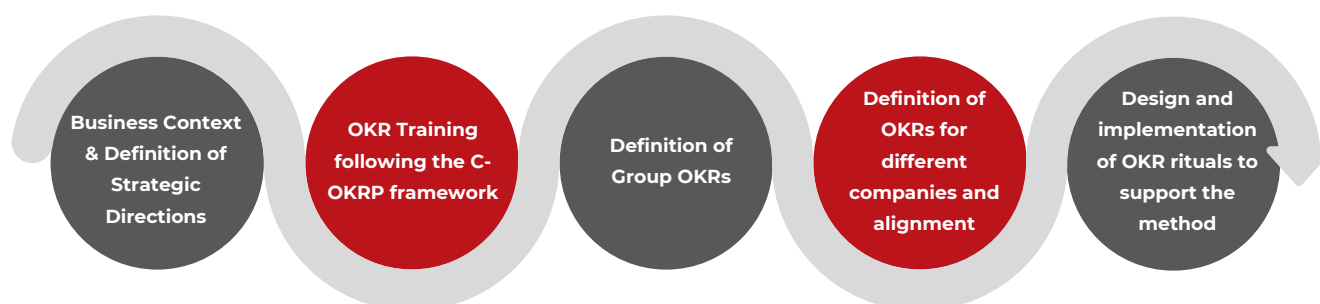 Business Context
& Definition of
Strategic
Directions
OKR Training
following the C-
OKRP framework
Definition of
Group OKRs
Definition of
OKRs for
different
companies and
alignment
Design and
implementation
of OKR rituals to
support the
method